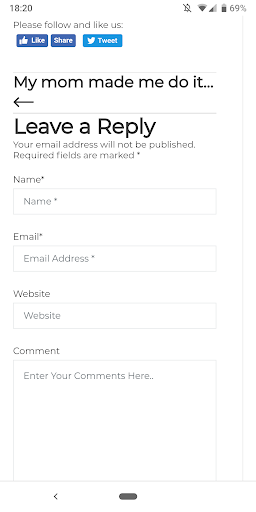 18:20
69%
Please follow and like us:
Like Share Tweet
My mom made me do it...
Leave a Reply
Your email address will not be published.
Required fields are marked *
Name*
Name *
Email*
Email Address *
Website
Website
Comment
Enter Your Comments Here..